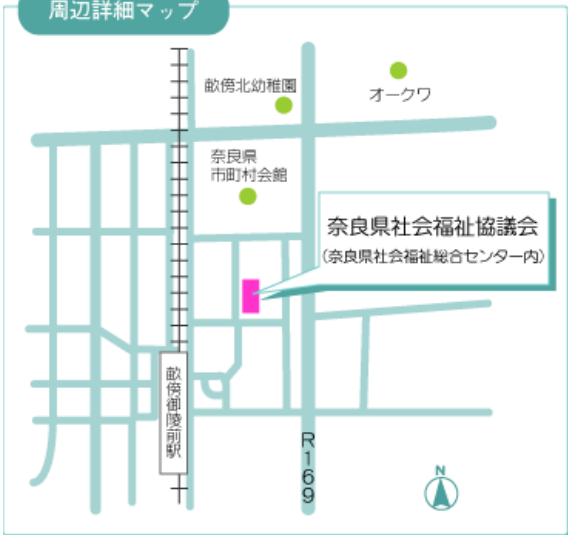 周辺詳細マップ
畝傍北幼稚園
オークワ
奈良県
市町村会館
奈良県社会福祉協議会
(奈良県社会福祉総合センター内)
畝傍御陵前駅
R169
N